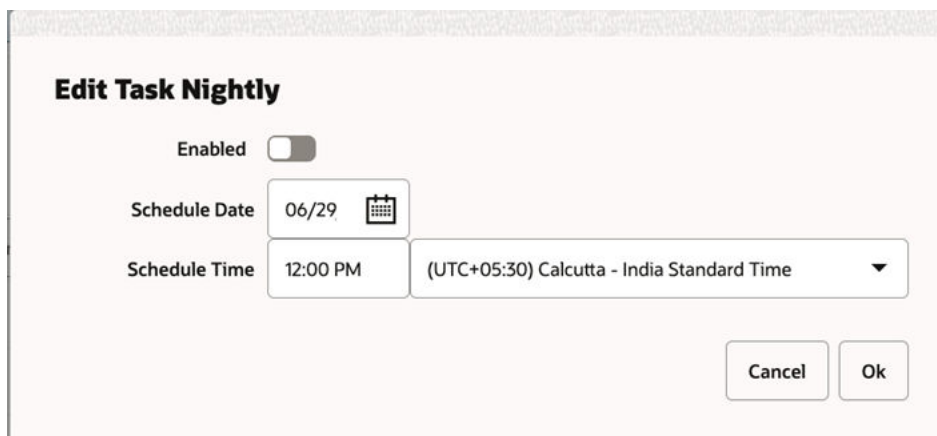 Edit Task Nightly
Enabled
Schedule Date 06/29
Schedule Time 12:00 PM (UTC+05:30) Calcutta - India Standard Time
Cancel Ok